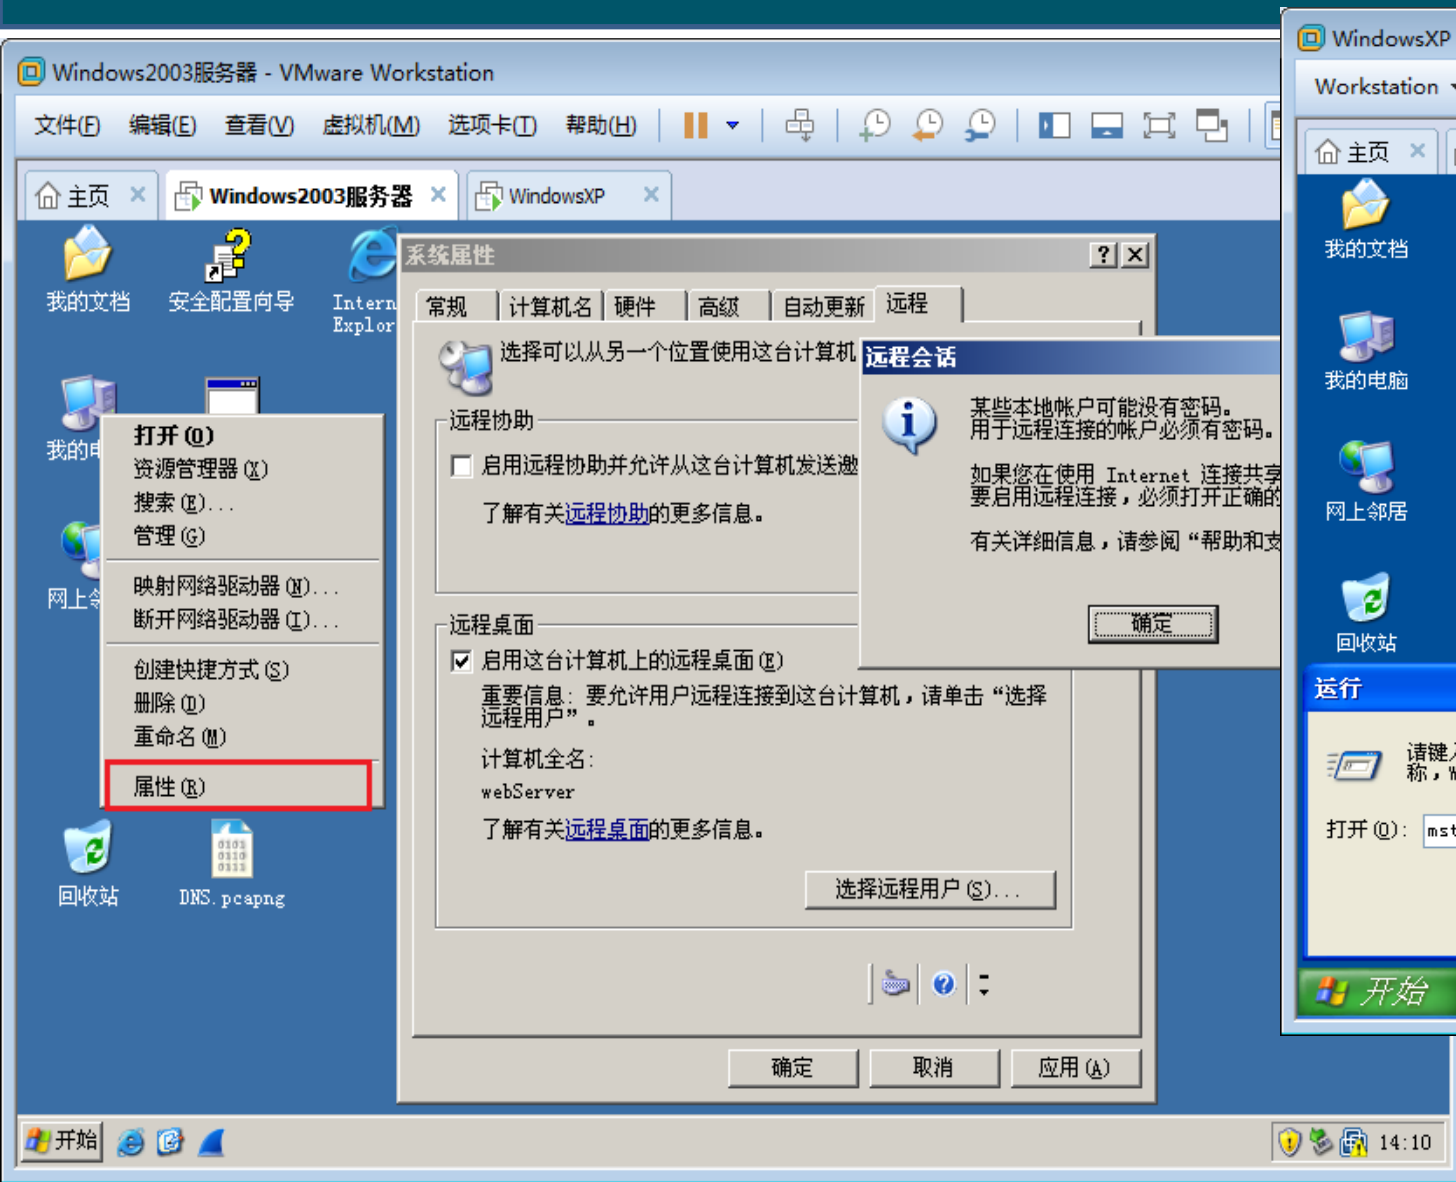 Windows2003服务器 - VMware Workstation
文件(F) 编辑(E) 查看(V) 虚拟机(M) 选项卡(T) 帮助(H)
主页 Windows2003服务器 WindowsXP
我的文档
安全配置向导
Intern
Explor
我的电
网上邻
回收站
DNS.pcapng
打开(O)
资源管理器(X)
搜索(E)...
管理(G)
映射网络驱动器(N)...
断开网络驱动器(I)...
创建快捷方式(S)
删除(D)
重命名(M)
属性(R)
系统属性
常规 计算机名 硬件 高级 自动更新 远程
选择可以从另一个位置使用这台计算机
远程协助
启用远程协助并允许从这台计算机发送邀
了解有关远程协助的更多信息。
远程桌面
启用这台计算机上的远程桌面(E)
重要信息: 要允许用户远程连接到这台计算机，请单击“选择
远程用户”。
计算机全名:
webServer
了解有关远程桌面的更多信息。
选择远程用户(S)...
确定 取消 应用(A)
远程会话
某些本地帐户可能没有密码。
用于远程连接的帐户必须有密码。
如果您在使用 Internet 连接共享
要启用远程连接，必须打开正确的
有关详细信息，请参阅“帮助和支
确定
开始
14:10
WindowsXP
Workstation
主页
我的文档
我的电脑
网上邻居
回收站
运行
请键
称，W
打开(O): mst
开始